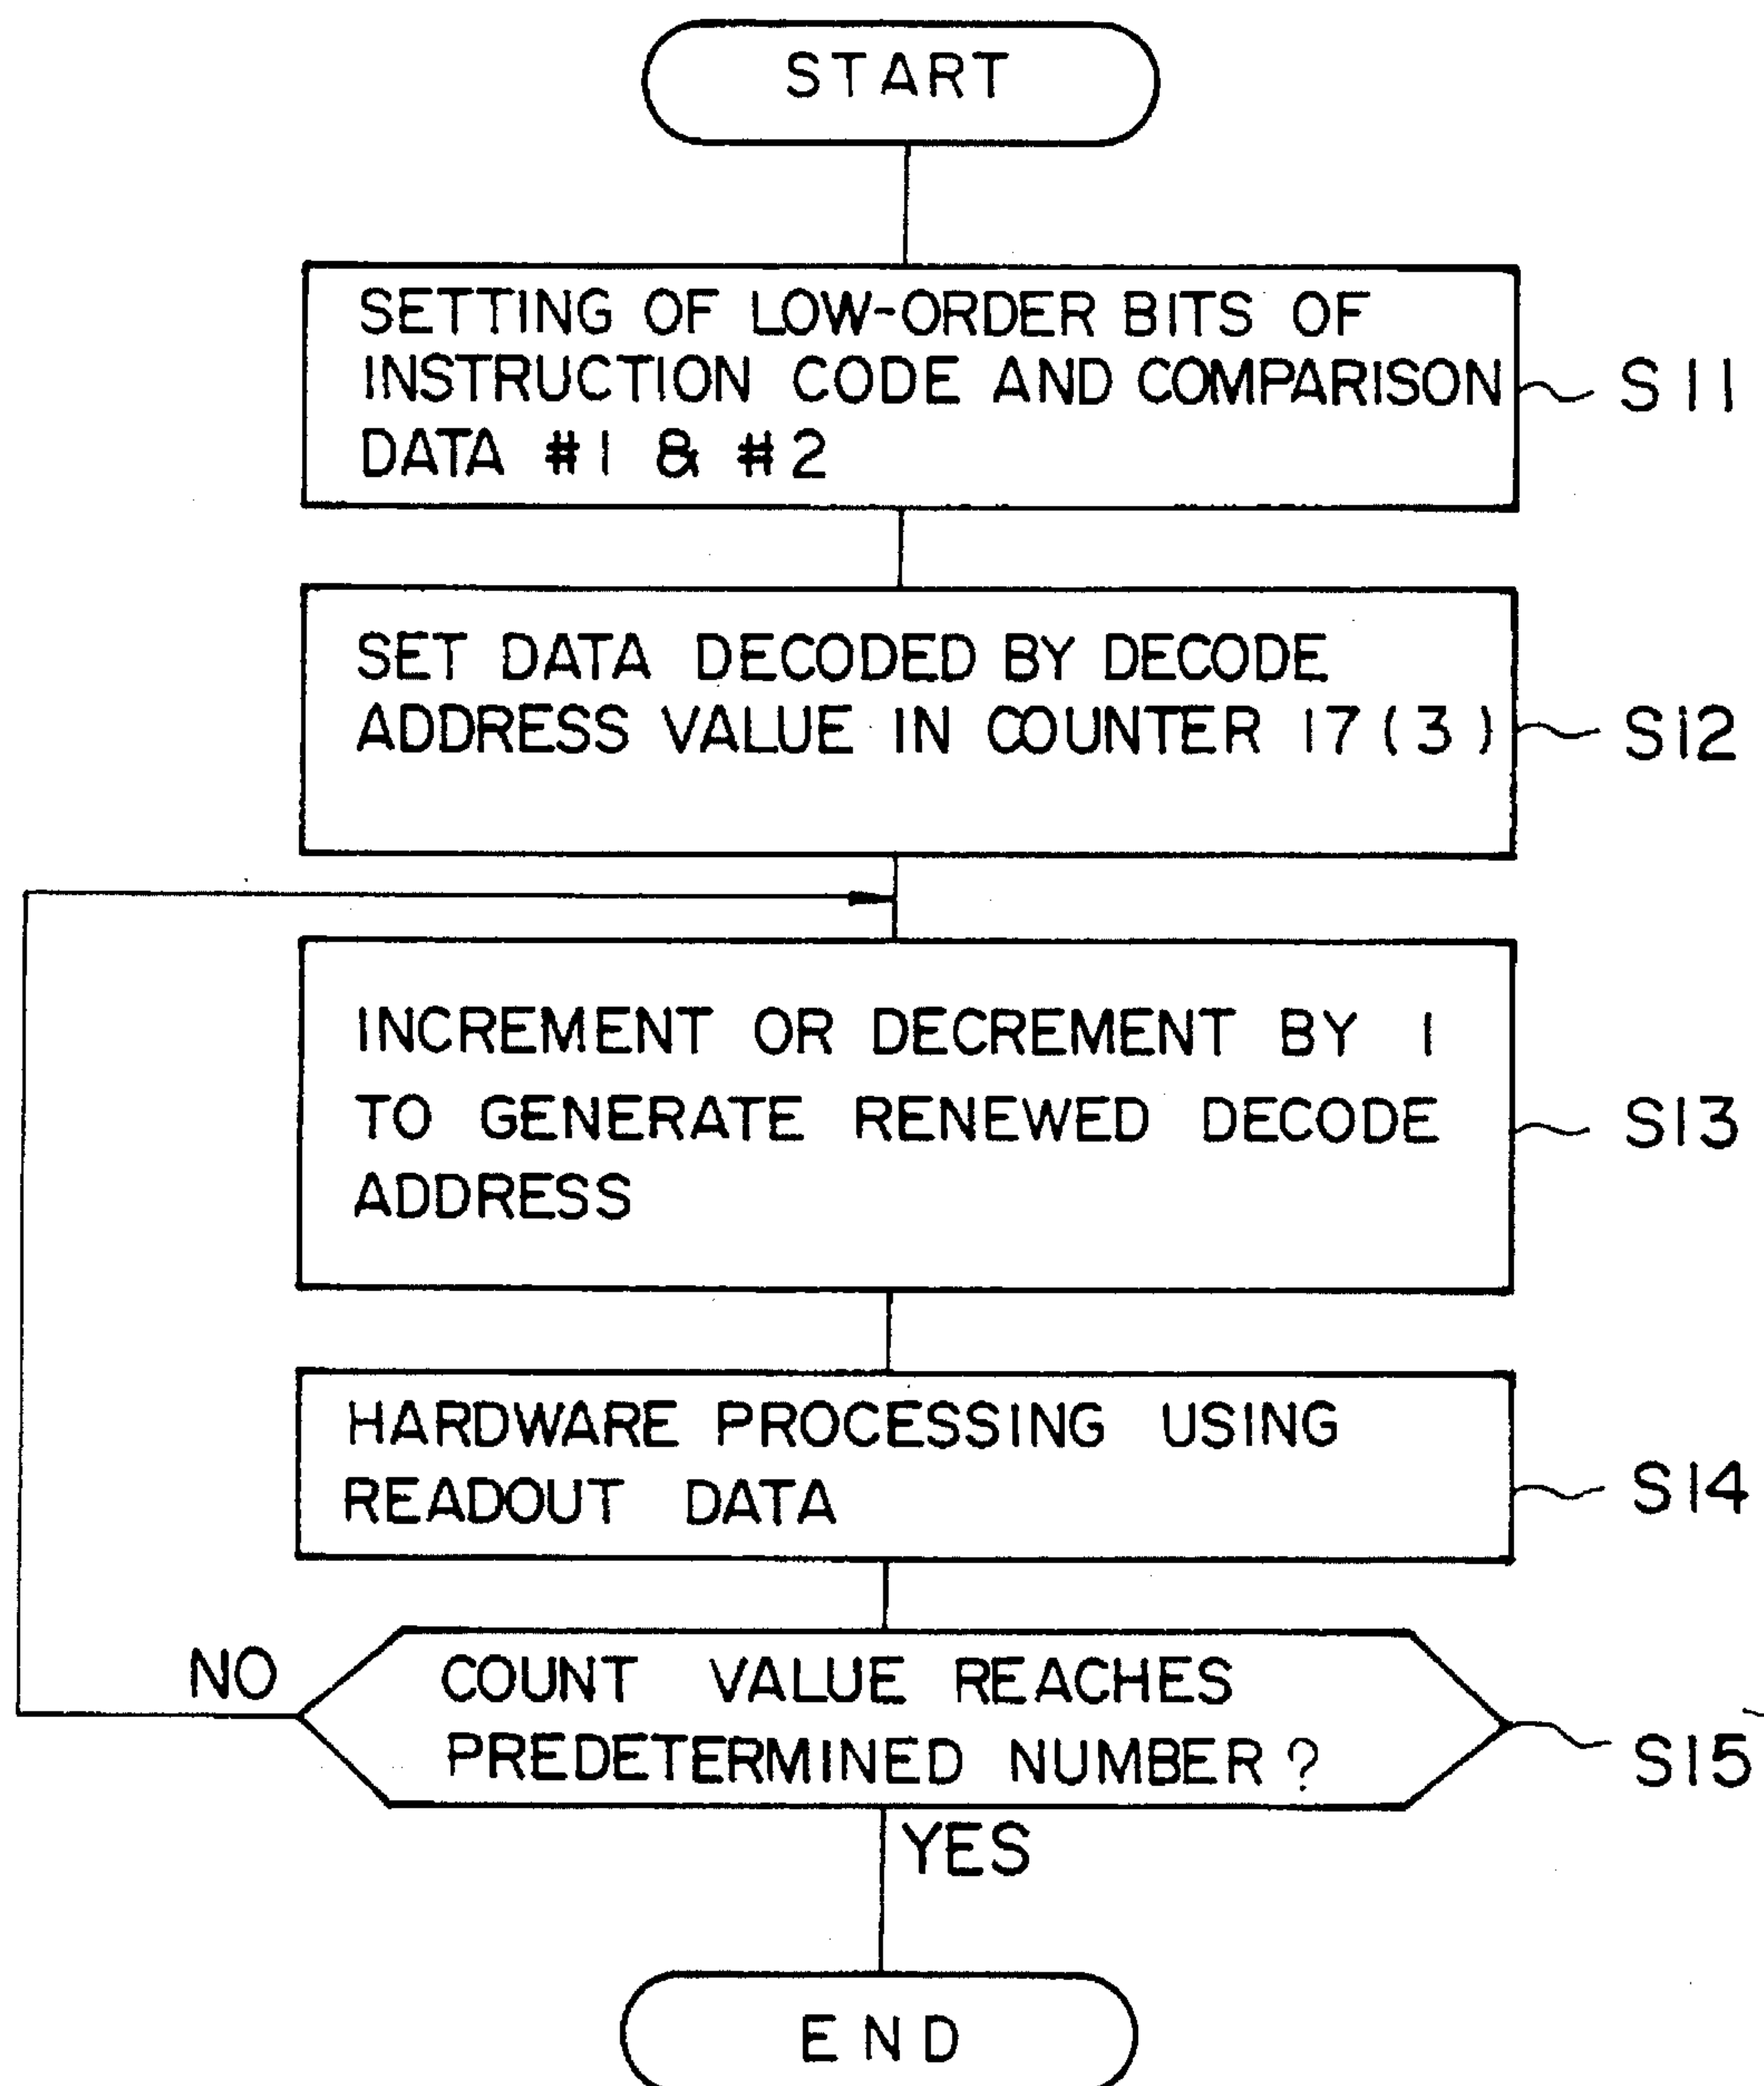 START
SETTING OF LOW-ORDER BITS OF
INSTRUCTION CODE AND COMPARISON
DATA #1 & #2
S11
SET DATA DECODED BY DECODE
ADDRESS VALUE IN COUNTER 17(3)
S12
INCREMENT OR DECREMENT BY 1
TO GENERATE RENEWED DECODE
ADDRESS
S13
HARDWARE PROCESSING USING
READOUT DATA
S14
NO
COUNT VALUE REACHES
PREDETERMINED NUMBER?
S15
YES
END